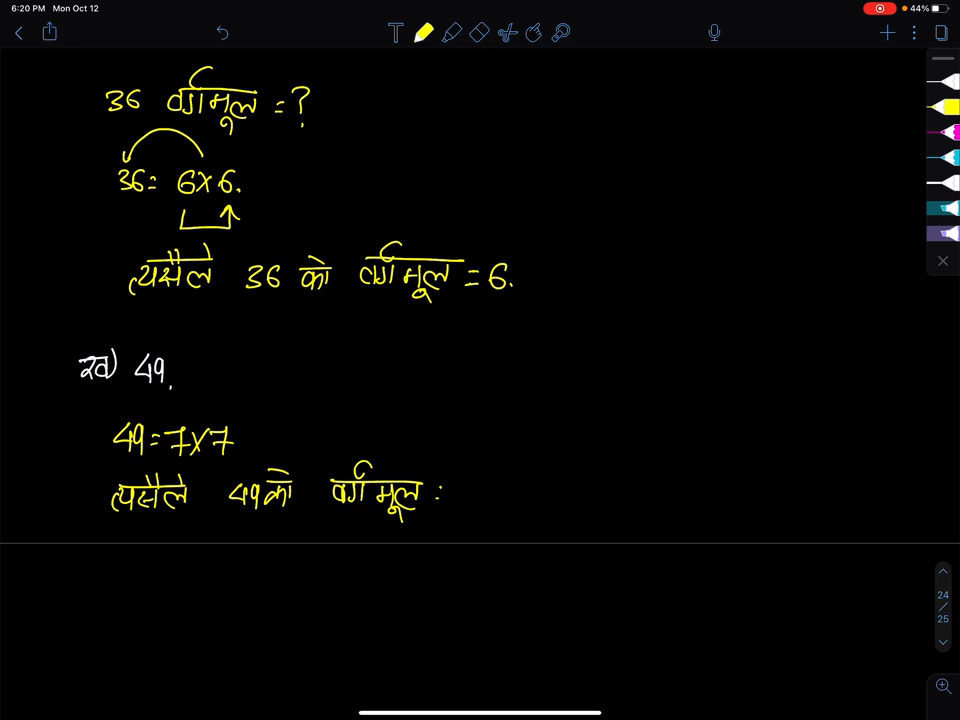 6:20 PM Mon Oct 12
44%
36 वर्गमूल = ?
36 = 6 x 6.
त्यसैले 36 को वर्गमूल = 6.
ख) 49.
49 = 7 x 7
त्यसैले 49 को वर्गमूल :
24
/
25